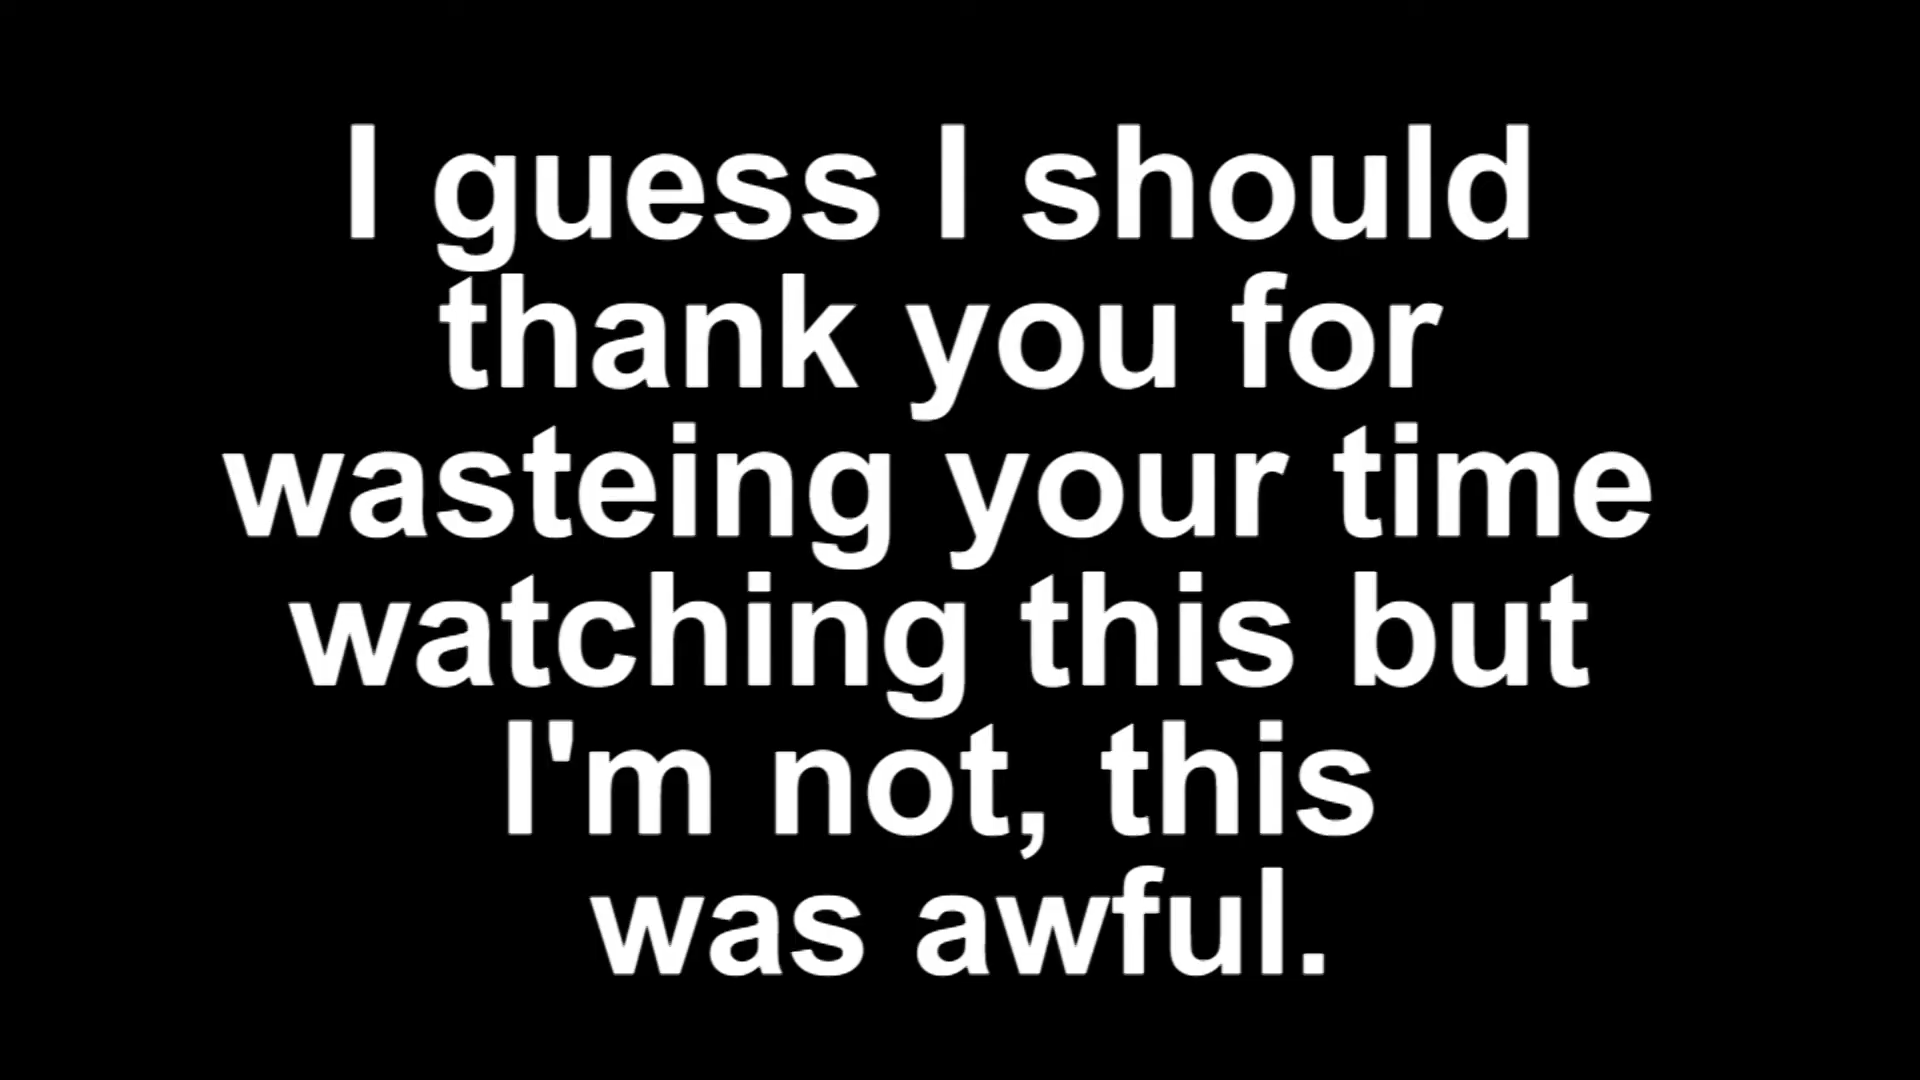 I guess I should
thank you for
wasteing your time
watching this but
I'm not, this
was awful.